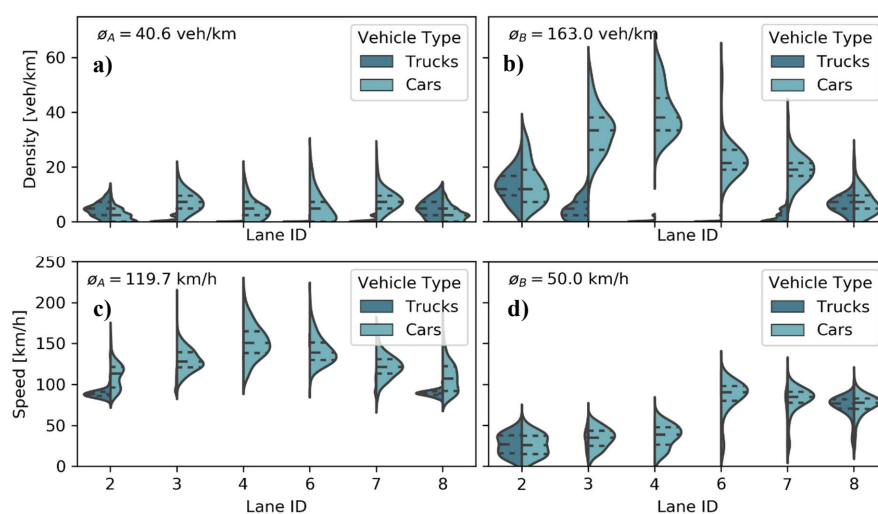 ø_A = 40.6 veh/km
a)
Vehicle Type
Trucks
Cars
Density [veh/km]
60
40
20
0
Lane ID
ø_B = 163.0 veh/km
b)
Vehicle Type
Trucks
Cars
Lane ID
ø_A = 119.7 km/h
c)
Vehicle Type
Trucks
Cars
Speed [km/h]
250
200
150
100
50
0
2 3 4 6 7 8
Lane ID
ø_B = 50.0 km/h
d)
Vehicle Type
Trucks
Cars
2 3 4 6 7 8
Lane ID